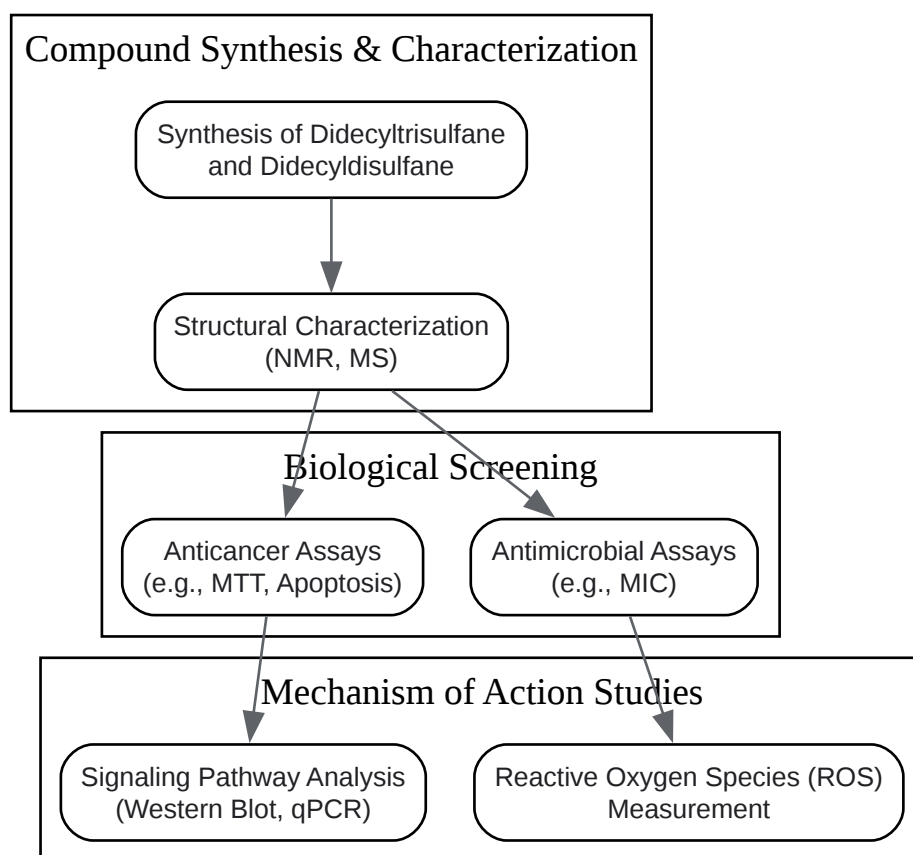 Compound Synthesis & Characterization
Synthesis of Didecyltrisulfane
and Didecyldisulfane
Structural Characterization
(NMR, MS)
Biological Screening
Anticancer Assays
(e.g., MTT, Apoptosis)
Antimicrobial Assays
(e.g., MIC)
Mechanism of Action Studies
Signaling Pathway Analysis
(Western Blot, qPCR)
Reactive Oxygen Species (ROS)
Measurement